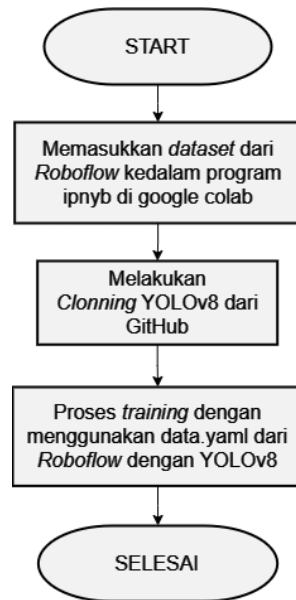 START
Memasukkan dataset dari
Roboflow kedalam program
ipnyb di google colab
Melakukan
Clonning YOLOv8 dari
GitHub
Proses training dengan
menggunakan data.yaml dari
Roboflow dengan YOLOv8
SELESAI